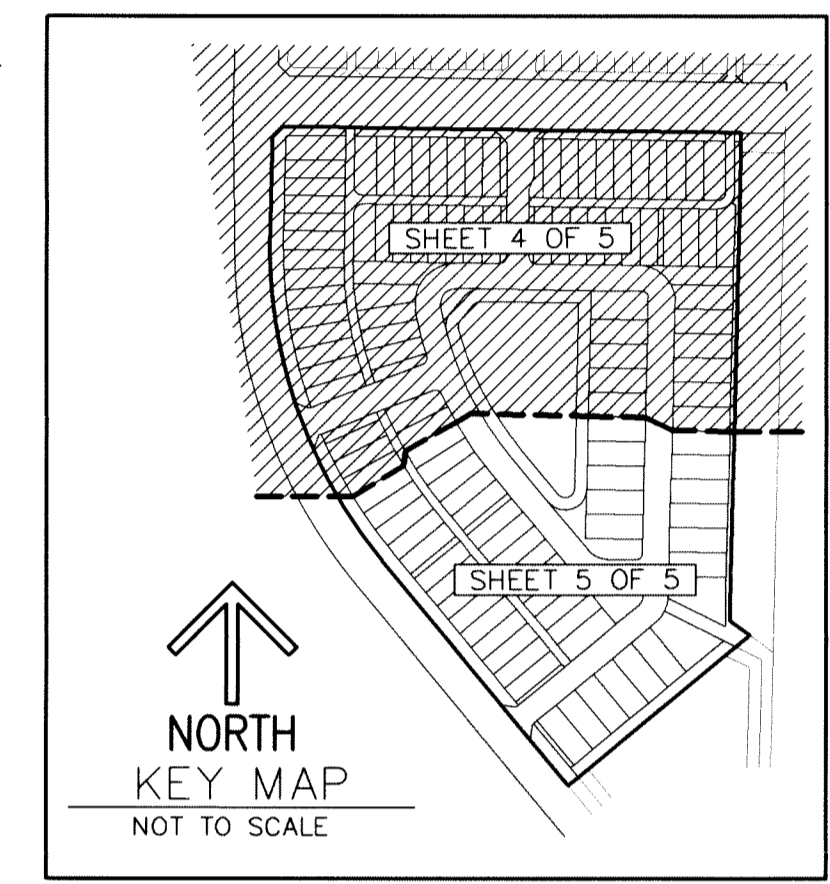 SHEET 4 OF 5
SHEET 5 OF 5
NORTH
KEY MAP
NOT TO SCALE